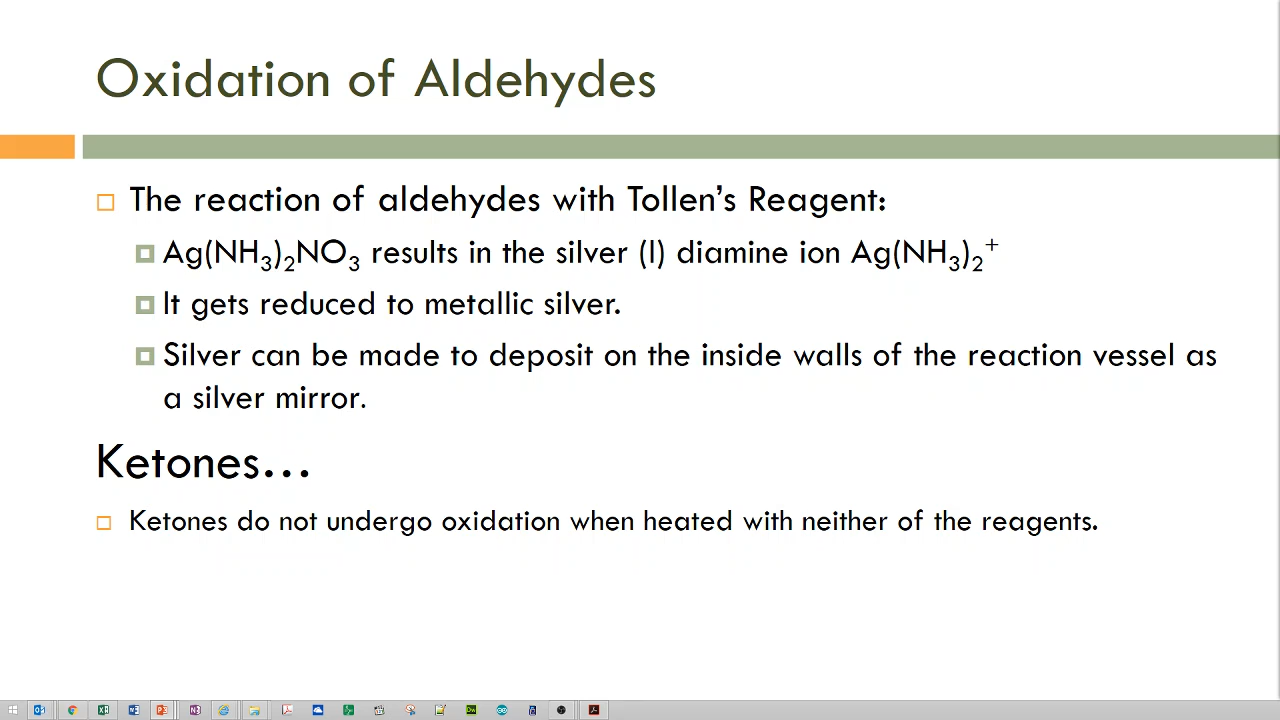 Oxidation of Aldehydes
The reaction of aldehydes with Tollen's Reagent:
Ag(NH₃)₂NO₃ results in the silver (I) diamine ion Ag(NH₃)₂⁺
It gets reduced to metallic silver.
Silver can be made to deposit on the inside walls of the reaction vessel as
a silver mirror.
Ketones...
Ketones do not undergo oxidation when heated with neither of the reagents.